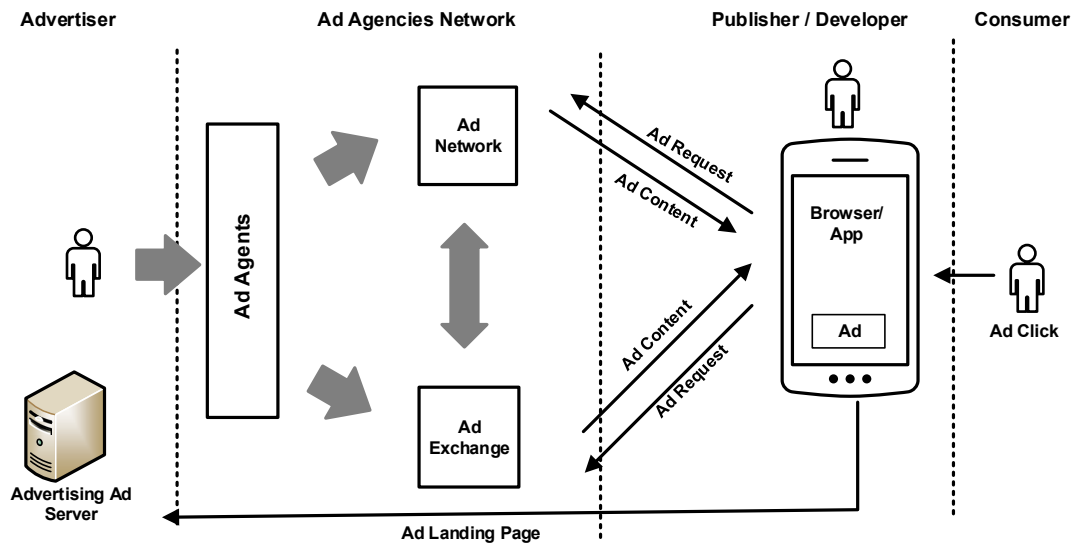 Advertiser
Ad Agencies Network
Publisher / Developer
Consumer
Ad Agents
Ad
Network
Ad
Exchange
Ad Request
Ad Content
Ad Content
Ad Request
Browser/
App
Ad
Ad Click
Advertising Ad
Server
Ad Landing Page